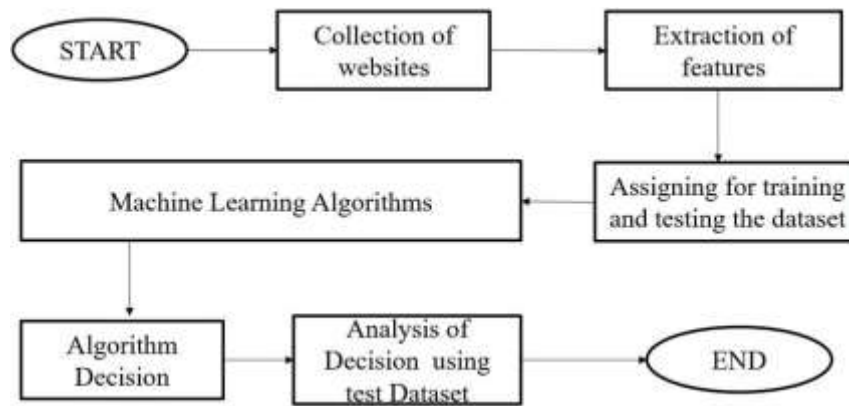 START
Collection of
websites
Extraction of
features
Assigning for training
and testing the dataset
Machine Learning Algorithms
Algorithm
Decision
Analysis of
Decision using
test Dataset
END